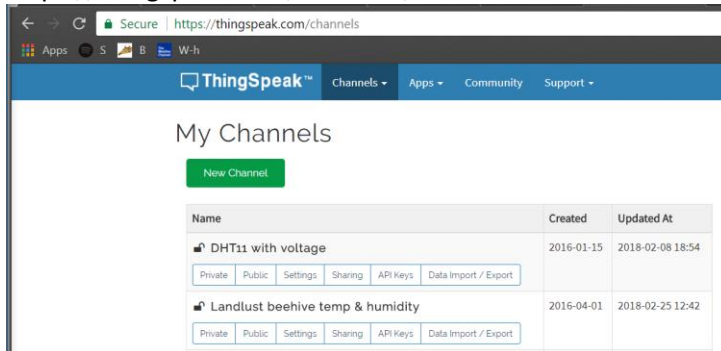 Secure https://thingspeak.com/channels
Apps S B W-h
ThingSpeak™ Channels Apps Community Support
My Channels
New Channel
Name Created Updated At
DHT11 with voltage 2016-01-15 2018-02-08 18:54
Private Public Settings Sharing API Keys Data Import / Export
Landlust beehive temp & humidity 2016-04-01 2018-02-25 12:42
Private Public Settings Sharing API Keys Data Import / Export